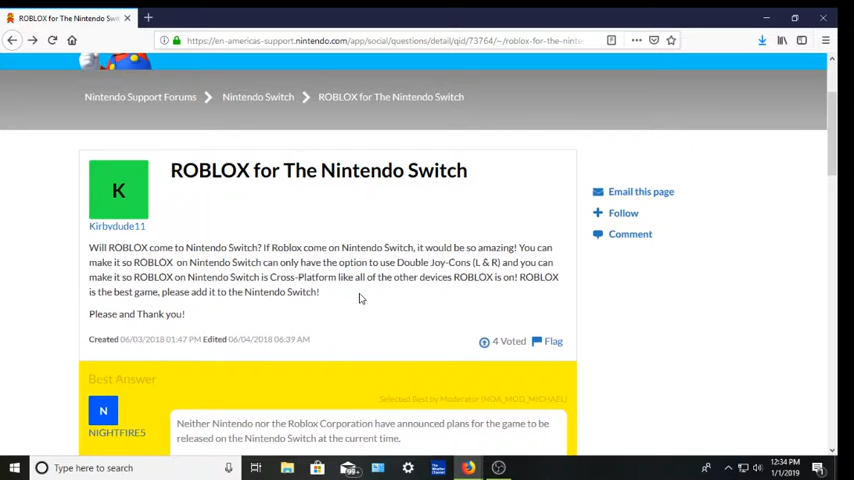 ROBLOX for The Nintendo Swit
https://en-americas-support.nintendo.com/app/social/questions/detail/qid/73764/~/roblox-for-the-ninte
Nintendo Support Forums
Nintendo Switch
ROBLOX for The Nintendo Switch
K
Kirbydude11
ROBLOX for The Nintendo Switch
Will ROBLOX come to Nintendo Switch? If Roblox come on Nintendo Switch, it would be so amazing! You can
make it so ROBLOX on Nintendo Switch can only have the option to use Double Joy-Cons (L & R) and you can
make it so ROBLOX on Nintendo Switch is Cross-Platform like all of the other devices ROBLOX is on! ROBLOX
is the best game, please add it to the Nintendo Switch!
Please and Thank you!
Created 06/03/2018 01:47 PM Edited 06/04/2018 06:39 AM
4 Voted
Flag
Email this page
Follow
Comment
Best Answer
Selected Best by Moderator (NOA_MOD_MICHAEL)
N
NIGHTFIRE5
Neither Nintendo nor the Roblox Corporation have announced plans for the game to be
released on the Nintendo Switch at the current time.
Type here to search
99+
12:34 PM
1/1/2019